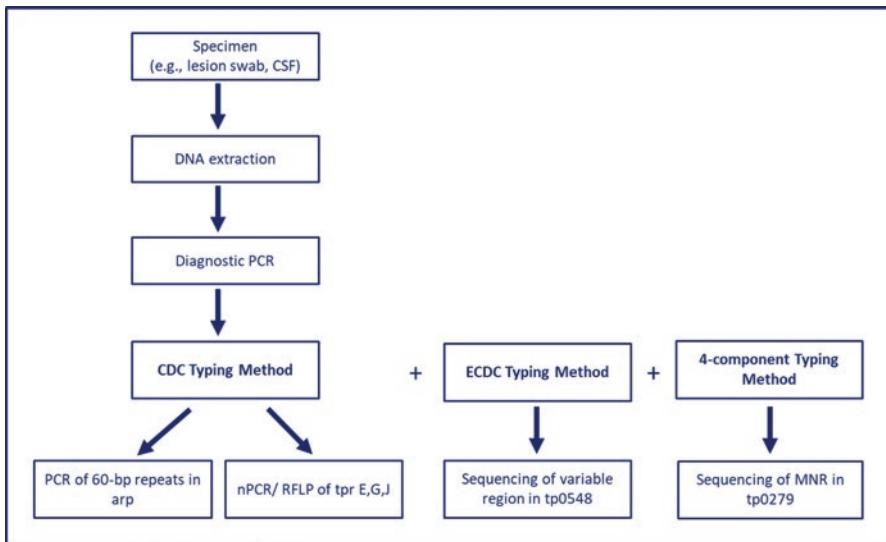 Specimen
(e.g., lesion swab, CSF)
DNA extraction
Diagnostic PCR
CDC Typing Method
+
ECDC Typing Method
+
4-component Typing
Method
PCR of 60-bp repeats in
arp
nPCR/ RFLP of tpr E,G,J
Sequencing of variable
region in tp0548
Sequencing of MNR in
tp0279